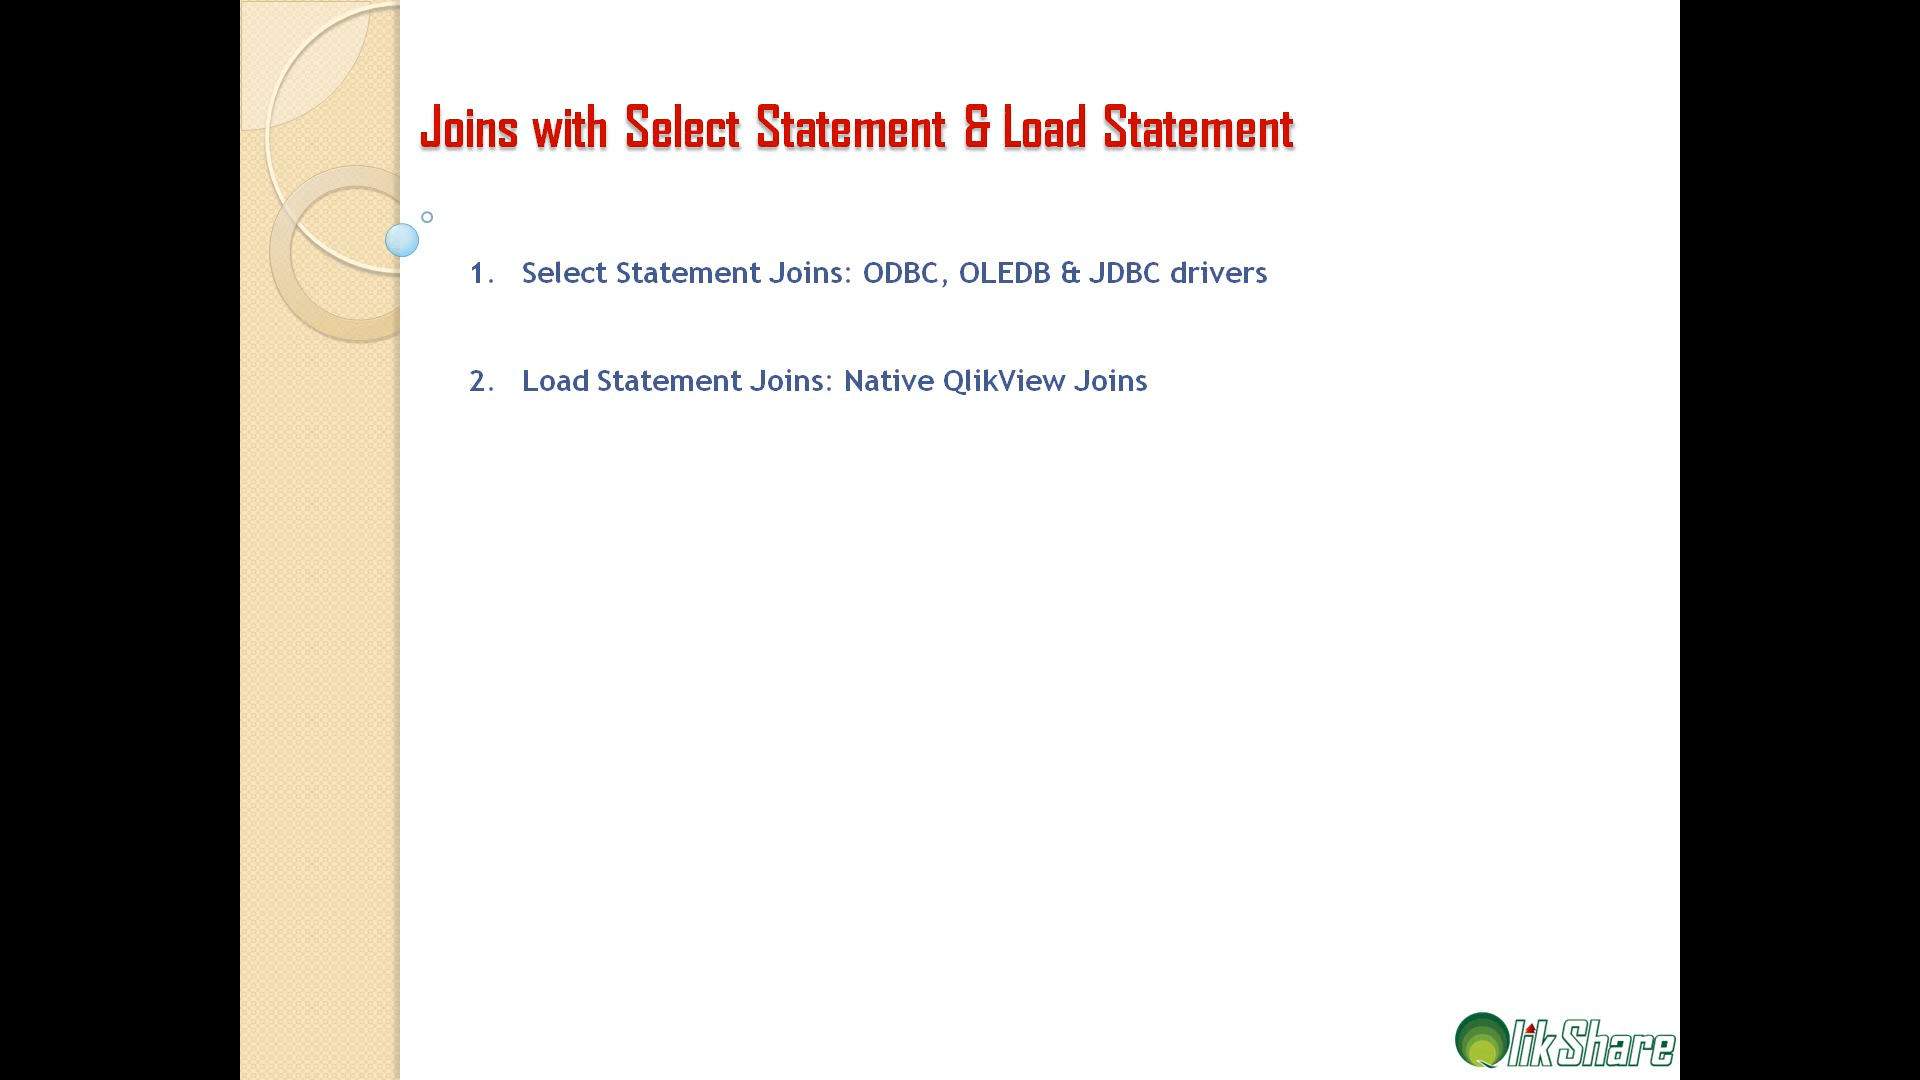 Joins with Select Statement & Load Statement
1. Select Statement Joins: ODBC, OLEDB & JDBC drivers
2. Load Statement Joins: Native QlikView Joins
QlikShare